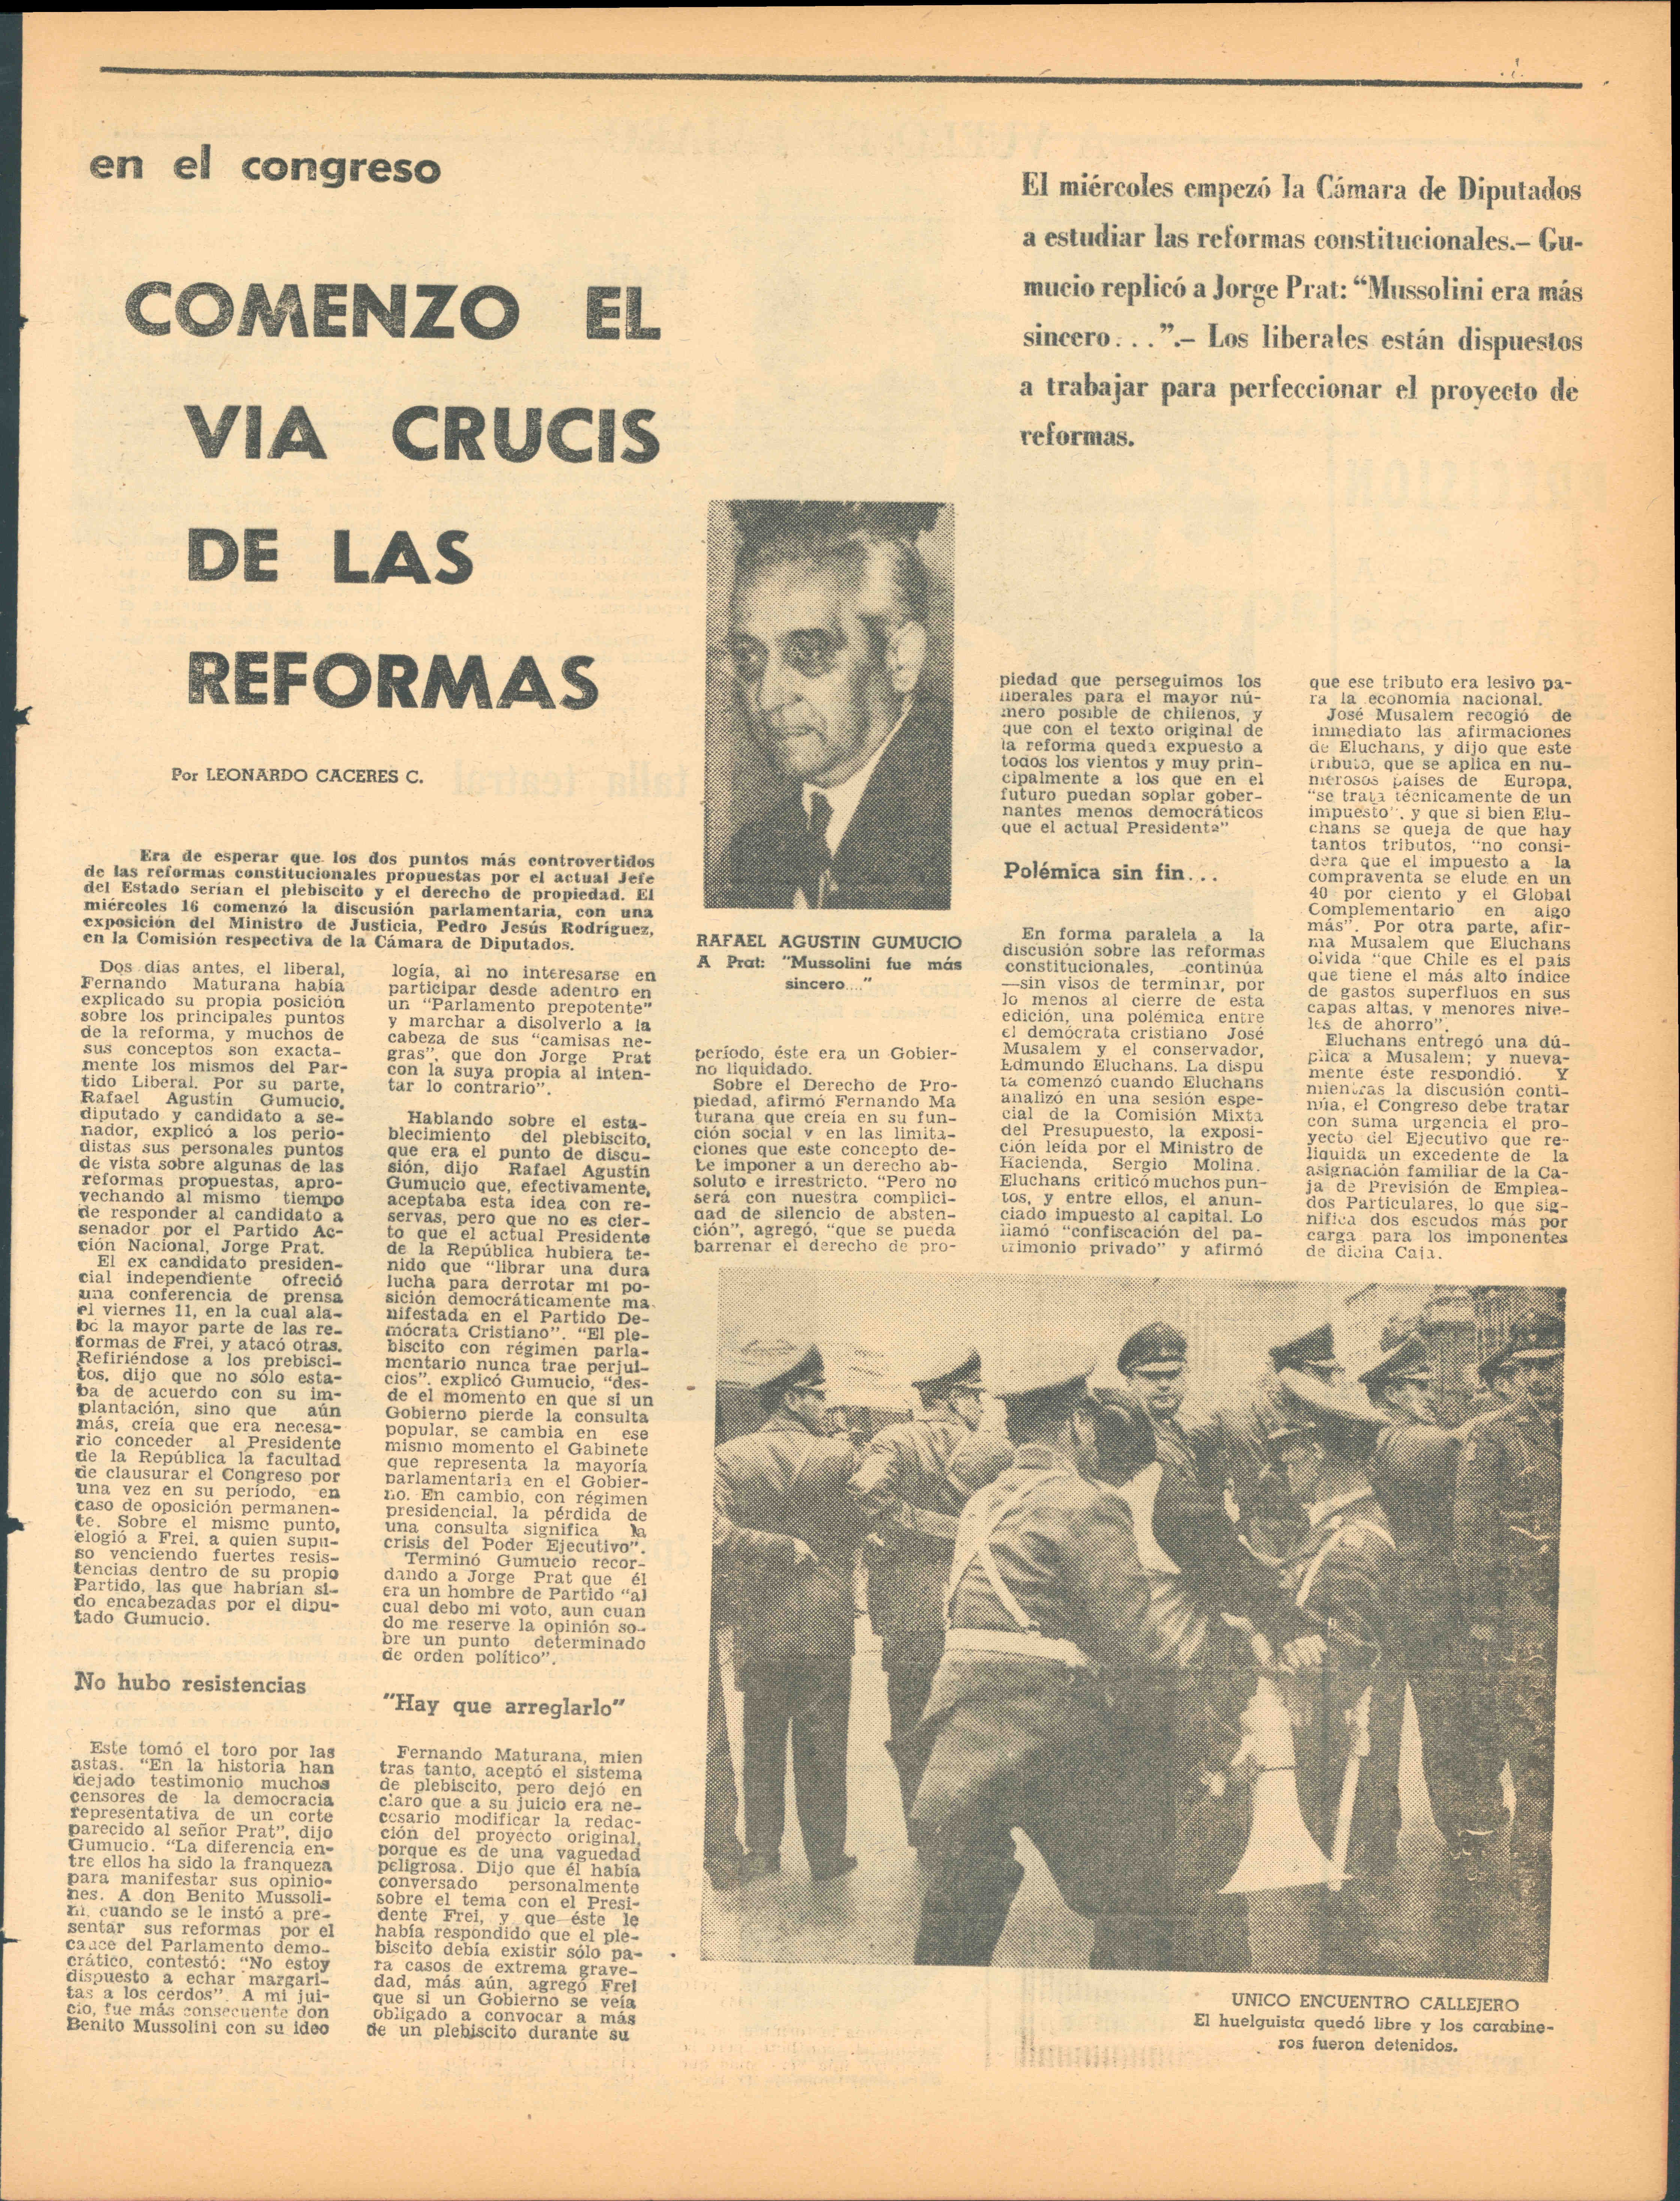 en el congreso
COMENZO EL
VIA CRUCIS
DE LAS
REFORMAS
Por LEONARDO CACERES C.
El miércoles empezó la Cámara de Diputados
a estudiar las reformas constitucionales.— Gu-
mucio replicó a Jorge Prat: “Mussolini era más
sincero...”.— Los liberales están dispuestos
a trabajar para perfeccionar el proyecto de
reformas.
Era de esperar que los dos puntos más controvertidos
de las reformas constitucionales propuestas por el actual Jefe
del Estado serían el plebiscito y el derecho de propiedad. El
miércoles 16 comenzó la discusión parlamentaria, con una
exposición del Ministro de Justicia, Pedro Jesús Rodríguez,
en la Comisión respectiva de la Cámara de Diputados.
Dos días antes, el liberal,
Fernando Maturana había
explicado su propia posición
sobre los principales puntos
de la reforma, y muchos de
sus conceptos son exacta-
mente los mismos del Par-
tido Liberal. Por su parte,
Rafael Agustín Gumucio,
diputado y candidato a se-
nador, explicó a los perio-
distas sus personales puntos
de vista sobre algunas de las
reformas propuestas, apro-
vechando al mismo tiempo
de responder al candidato a
senador por el Partido Ac-
ción Nacional, Jorge Prat.
El ex candidato presiden-
cial independiente ofreció
una conferencia de prensa
el viernes 11, en la cual ala-
bó la mayor parte de las re-
formas de Frei, y atacó otras.
Refiriéndose a los prebisci-
tos, dijo que no sólo esta-
ba de acuerdo con su im-
plantación, sino que aún
más, creía que era necesa-
rio conceder al Presidente
de la República la facultad
de clausurar el Congreso por
una vez en su período, en
caso de oposición permanen-
te. Sobre el mismo punto,
elogió a Frei, a quien supu-
so venciendo fuertes resis-
tencias dentro de su propio
Partido, las que habrían si-
do encabezadas por el dipu-
tado Gumucio.
No hubo resistencias
Este tomó el toro por las
astas. “En la historia han
dejado testimonio muchos
censores de la democracia
representativa de un corte
parecido al señor Prat”, dijo
Gumucio. “La diferencia en-
tre ellos ha sido la franqueza
para manifestar sus opinio-
nes. A don Benito Mussoli-
ni, cuando se le instó a pre-
sentar sus reformas por el
cauce del Parlamento demo-
crático, contestó: “No estoy
dispuesto a echar margari-
tas a los cerdos”. A mi jui-
cio, fue más consecuente don
Benito Mussolini con su ideo
logía, al no interesarse en
participar desde adentro en
un “Parlamento prepotente”
y marchar a disolverlo a la
cabeza de sus “camisas ne-
gras”, que don Jorge Prat
con la suya propia al inten-
tar lo contrario”.
Hablando sobre el esta-
blecimiento del plebiscito,
que era el punto de discu-
sión, dijo Rafael Agustín
Gumucio que, efectivamente,
aceptaba esta idea con re-
servas, pero que no es cier-
to que el actual Presidente
de la República hubiera te-
nido que “librar una dura
lucha para derrotar mi po-
sición democráticamente ma-
nifestada en el Partido De-
mócrata Cristiano”. “El ple-
biscito con régimen parla-
mentario nunca trae perjui-
cios”, explicó Gumucio, “des-
de el momento en que si un
Gobierno pierde la consulta
popular, se cambia en ese
mismo momento el Gabinete
que representa la mayoría
parlamentaria en el Gobier-
no. En cambio, con régimen
presidencial, la pérdida de
una consulta significa la
crisis del Poder Ejecutivo”.
Terminó Gumucio recor-
dando a Jorge Prat que él
era un hombre de Partido “al
cual debo mi voto, aun cuan
do me reserve la opinión so-
bre un punto determinado
de orden político”.
“Hay que arreglarlo”
Fernando Maturana, mien
tras tanto, aceptó el sistema
de plebiscito, pero dejó en
claro que a su juicio era ne-
cesario modificar la redac-
ción del proyecto original,
porque es de una vaguedad
peligrosa. Dijo que él había
conversado personalmente
sobre el tema con el Presi-
dente Frei, y que éste le
había respondido que el ple-
biscito debía existir sólo pa-
ra casos de extrema grave-
dad, más aún, agregó Frei
que si un Gobierno se veía
obligado a convocar a más
de un plebiscito durante su
RAFAEL AGUSTIN GUMUCIO
A Prat: “Mussolini fue más
sincero...”
período, éste era un Gobier-
no liquidado.
Sobre el Derecho de Pro-
piedad, afirmó Fernando Ma
turana que creía en su fun-
ción social y en las limita-
ciones que este concepto de-
be imponer a un derecho ab-
soluto e irrestricto. “Pero no
será con nuestra complici-
dad de silencio de absten-
ción”, agregó, “que se pueda
barrenar el derecho de pro-
piedad que perseguimos los
liberales para el mayor nú-
mero posible de chilenos, y
que con el texto original de
la reforma queda expuesto a
todos los vientos y muy prin-
cipalmente a los que en el
futuro puedan soplar gober-
nantes menos democráticos
que el actual Presidente”
Polémica sin fin...
En forma paralela a la
discusión sobre las reformas
constitucionales, continúa
—sin visos de terminar, por
lo menos al cierre de esta
edición, una polémica entre
el demócrata cristiano José
Musalem y el conservador,
Edmundo Eluchans. La dispu
ta comenzó cuando Eluchans
analizó en una sesión espe-
cial de la Comisión Mixta
del Presupuesto, la exposi-
ción leída por el Ministro de
Hacienda, Sergio Molina.
Eluchans criticó muchos pun-
tos, y entre ellos, el anun-
ciado impuesto al capital. Lo
llamó “confiscación del pa-
trimonio privado” y afirmó
que ese tributo era lesivo pa-
ra la economía nacional.
José Musalem recogió de
inmediato las afirmaciones
de Eluchans, y dijo que este
tributo, que se aplica en nu-
merosos países de Europa,
“se trata técnicamente de un
impuesto”, y que si bien Elu-
chans se queja de que hay
tantos tributos, “no consi-
dera que el impuesto a la
compraventa se elude en un
40 por ciento y el Global
Complementario en algo
más”. Por otra parte, afir-
ma Musalem que Eluchans
olvida “que Chile es el país
que tiene el más alto índice
de gastos superfluos en sus
capas altas, y menores nive-
les de ahorro”.
Eluchans entregó una dú-
plica a Musalem; y nueva-
mente éste respondió. Y
mientras la discusión conti-
núa, el Congreso debe tratar
con suma urgencia el pro-
yecto del Ejecutivo que re-
liquida un excedente de la
asignación familiar de la Ca-
ja de Previsión de Emplea-
dos Particulares, lo que sig-
nifica dos escudos más por
carga para los imponentes
de dicha Caja.
UNICO ENCUENTRO CALLEJERO
El huelguista quedó libre y los carabine-
ros fueron detenidos.